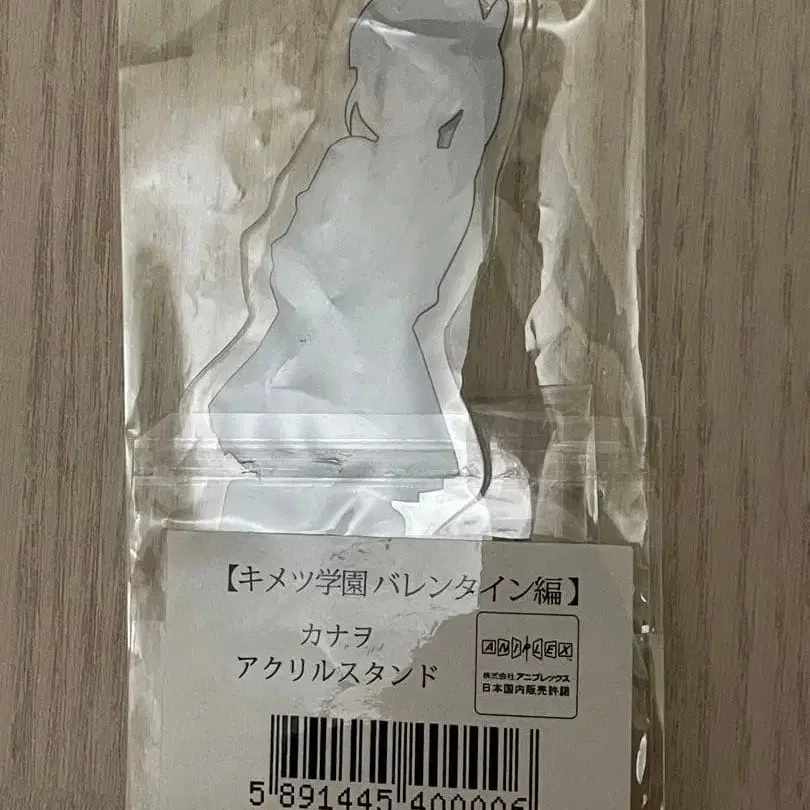 【キメツ学園 バレンタイン編】
カナヲ
アクリルスタンド
ANIPLEX
株式会社 アニプレックス
日本国内販売許諾
5 891445 400006